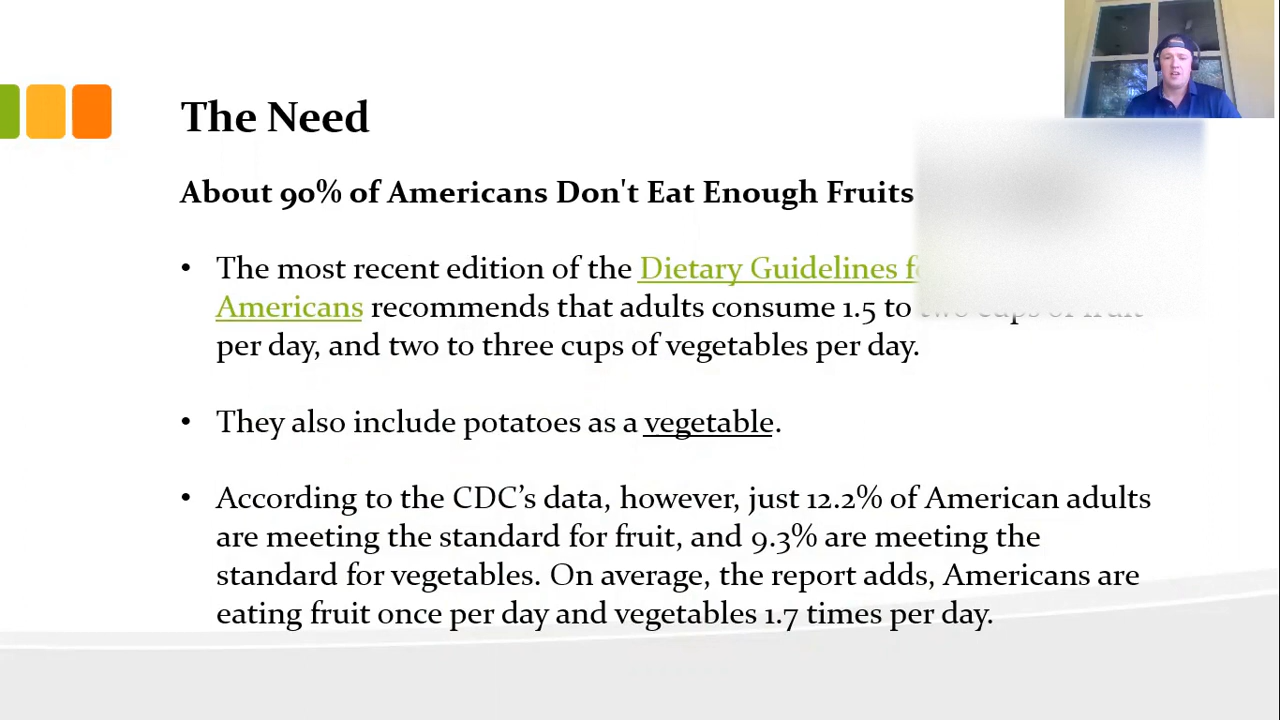 The Need
About 90% of Americans Don't Eat Enough Fruits
• The most recent edition of the Dietary Guidelines
Americans recommends that adults consume 1.5 to
per day, and two to three cups of vegetables per day.
• They also include potatoes as a vegetable.
• According to the CDC’s data, however, just 12.2% of American adults
are meeting the standard for fruit, and 9.3% are meeting the
standard for vegetables. On average, the report adds, Americans are
eating fruit once per day and vegetables 1.7 times per day.